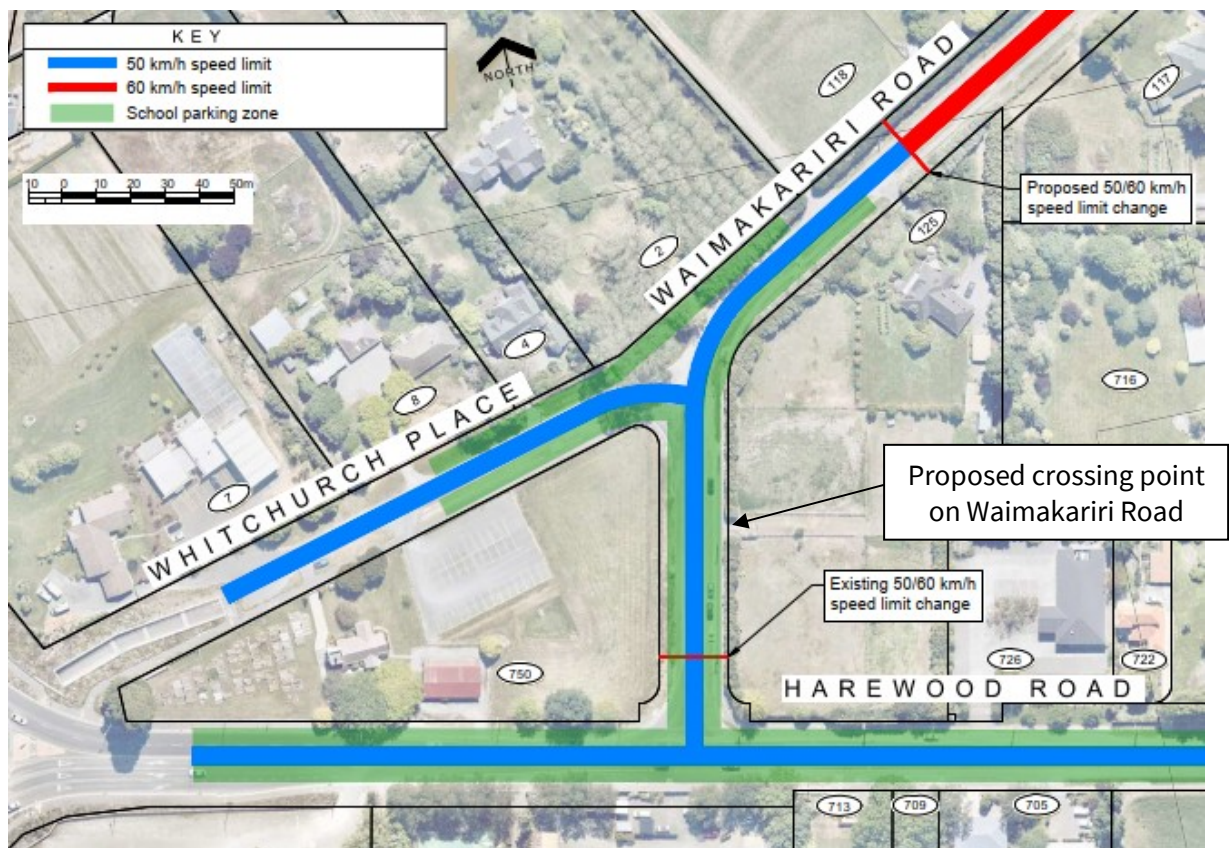 KEY
50 km/h speed limit
60 km/h speed limit
School parking zone
NORTH
10 0 10 20 30 40 50m
118
117
WAIMAKARIRI ROAD
Proposed 50/60 km/h
speed limit change
2
125
4
8
716
WHITCHURCH PLACE
7
Proposed crossing point
on Waimakariri Road
Existing 50/60 km/h
speed limit change
750
726
722
HAREWOOD ROAD
713
709
705